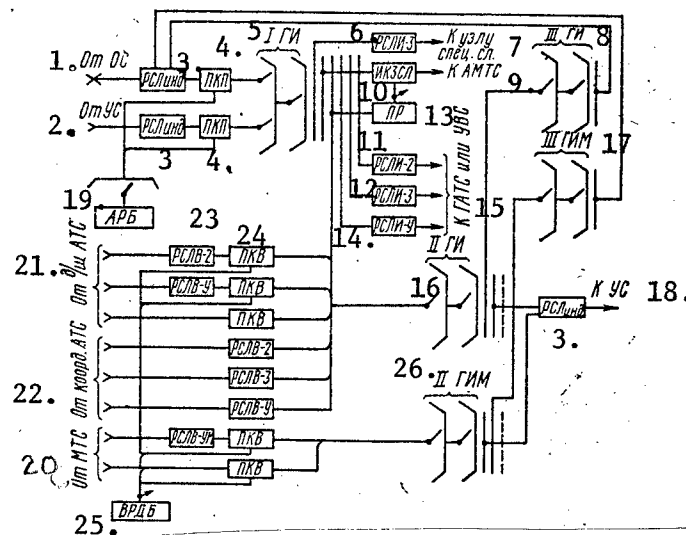 5 I ГИ 6 РСЛИ-3 К узлу спец. сл. 7 III ГИ 8
1. От ОС РСЛинд 3. ПКП 4.
ИКЗСЛ К АМТС 9.
10 ПР 13
2. От УС РСЛинд 3 ПКП 4.
III ГИМ 17
11 РСЛИ-2
12 РСЛИ-3 К ГАТС или УВС 15
19 АРБ
14. РСЛИ-У
23 24 II ГИ
21. От д/ш АТС РСЛВ-2 ПКВ
РСЛВ-У ПКВ 16
ПКВ
РСЛинд К УС 18.
3.
22. От коорд. АТС РСЛВ-2
РСЛВ-3 26. II ГИМ
РСЛВ-У
20 От МТС РСЛВ-УМ ПКВ
ПКВ
ВРДБ
25.